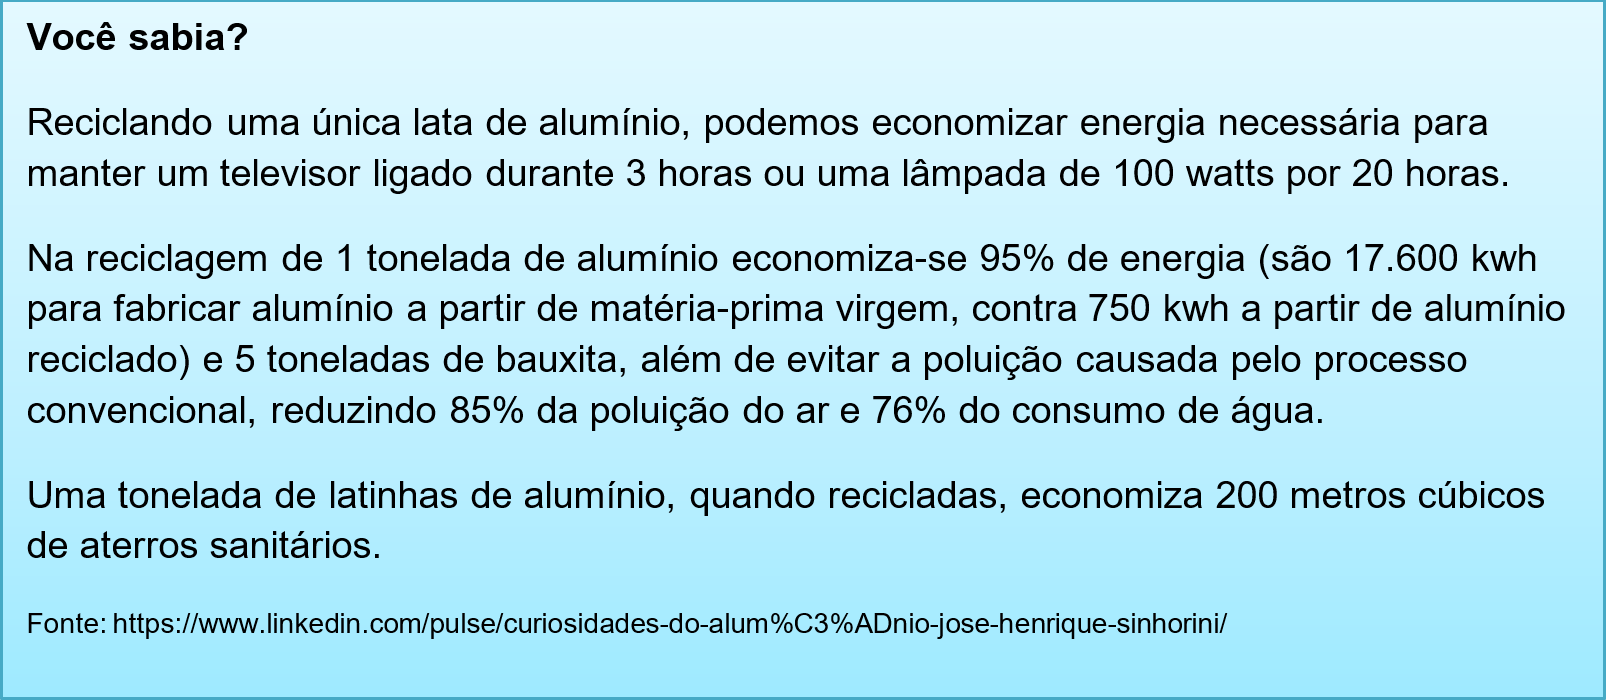 Você sabia?
Reciclando uma única lata de alumínio, podemos economizar energia necessária para
manter um televisor ligado durante 3 horas ou uma lâmpada de 100 watts por 20 horas.
Na reciclagem de 1 tonelada de alumínio economiza-se 95% de energia (são 17.600 kwh
para fabricar alumínio a partir de matéria-prima virgem, contra 750 kwh a partir de alumínio
reciclado) e 5 toneladas de bauxita, além de evitar a poluição causada pelo processo
convencional, reduzindo 85% da poluição do ar e 76% do consumo de água.
Uma tonelada de latinhas de alumínio, quando recicladas, economiza 200 metros cúbicos
de aterros sanitários.
Fonte: https://www.linkedin.com/pulse/curiosidades-do-alum%C3%ADnio-jose-henrique-sinhorini/